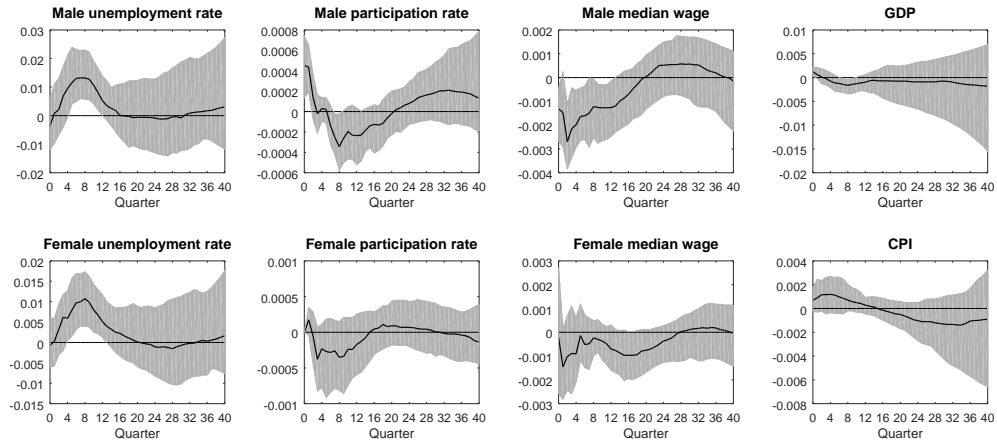 Male unemployment rate
0.03
0.02
0.01
0
-0.01
-0.02
0 4 8 12 16 20 24 28 32 36 40
Quarter
Male participation rate
0.0008
0.0006
0.0004
0.0002
0
-0.0002
-0.0004
-0.0006
0 4 8 12 16 20 24 28 32 36 40
Quarter
Male median wage
0.002
0.001
0
-0.001
-0.002
-0.003
-0.004
0 4 8 12 16 20 24 28 32 36 40
Quarter
GDP
0.01
0.005
0
-0.005
-0.01
-0.015
-0.02
0 4 8 12 16 20 24 28 32 36 40
Quarter
Female unemployment rate
0.02
0.015
0.01
0.005
0
-0.005
-0.01
-0.015
0 4 8 12 16 20 24 28 32 36 40
Quarter
Female participation rate
0.001
0.0005
0
-0.0005
-0.001
0 4 8 12 16 20 24 28 32 36 40
Quarter
Female median wage
0.003
0.002
0.001
0
-0.001
-0.002
-0.003
0 4 8 12 16 20 24 28 32 36 40
Quarter
CPI
0.004
0.002
0
-0.002
-0.004
-0.006
-0.008
0 4 8 12 16 20 24 28 32 36 40
Quarter